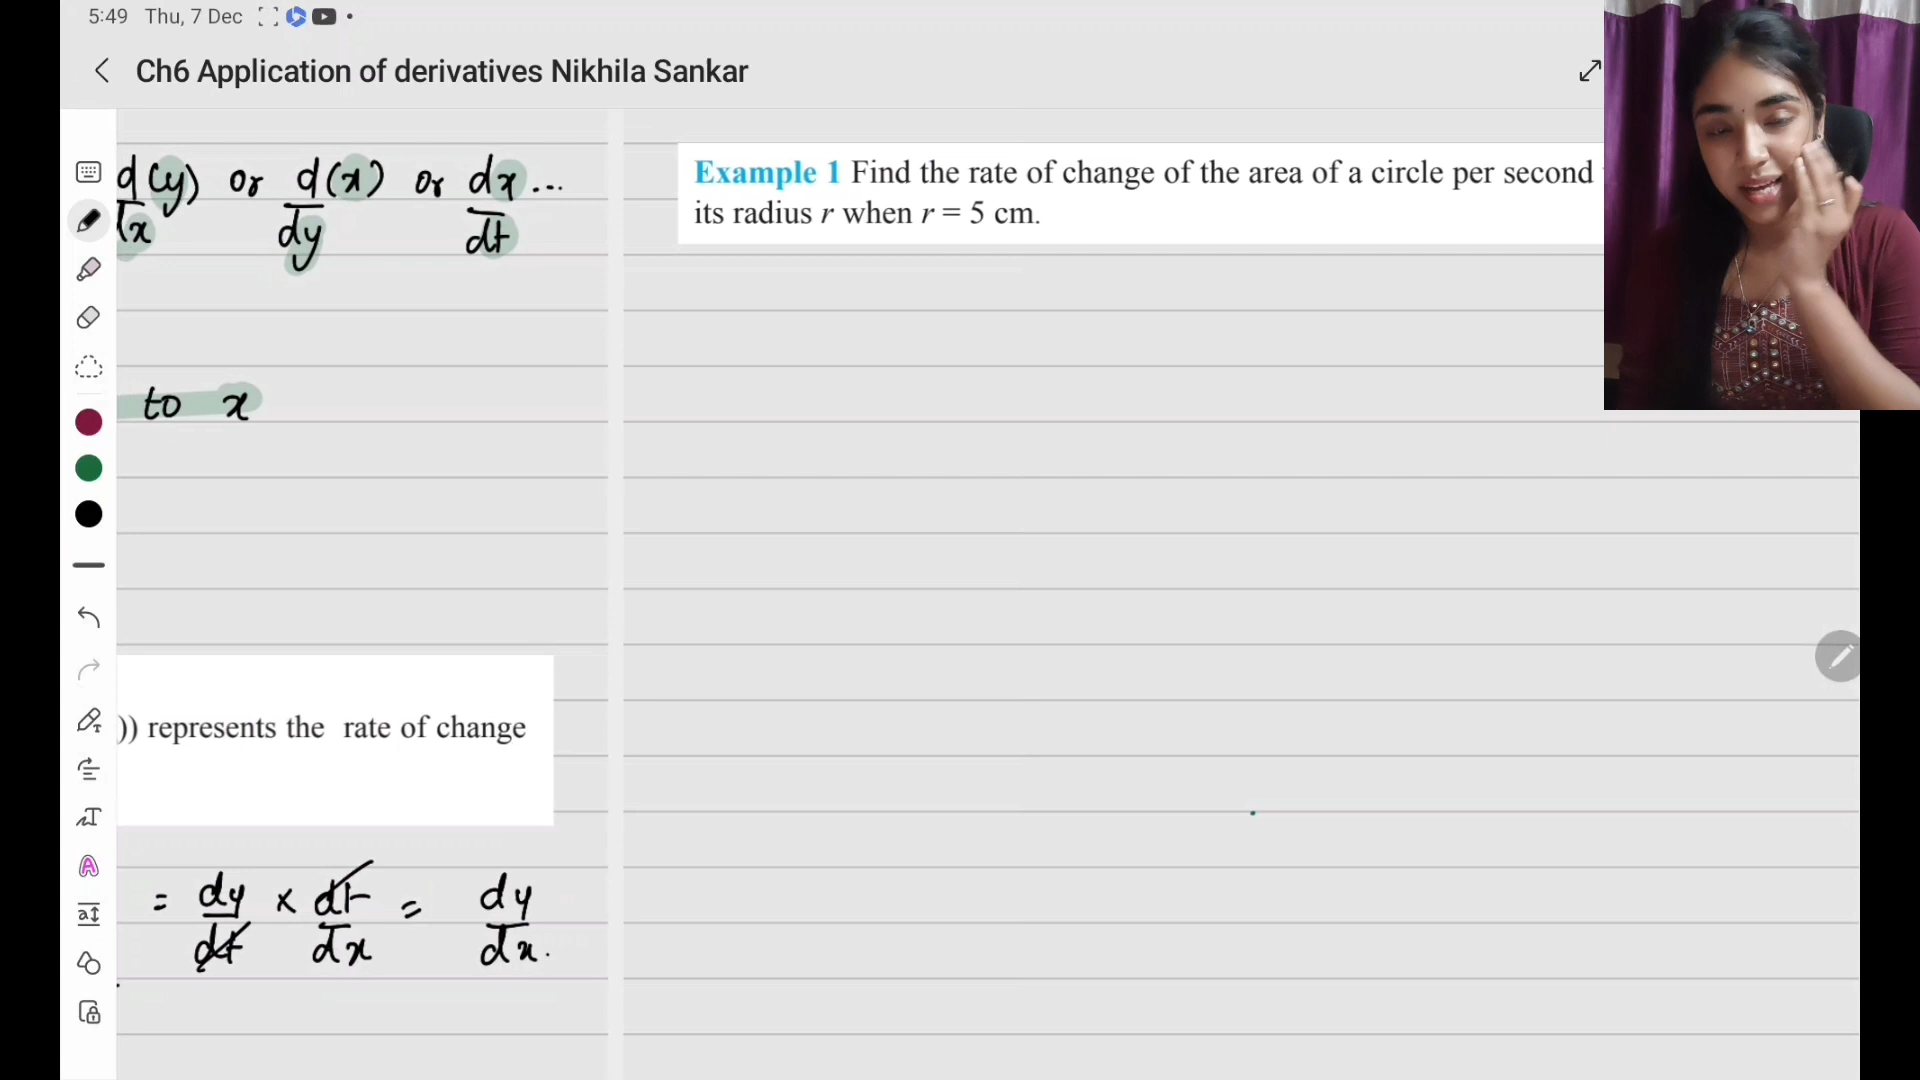 5:49 Thu, 7 Dec
Ch6 Application of derivatives Nikhila Sankar
d(y) or d(x) or dx ...
dx dy dt
to x
)) represents the rate of change
= dy × dt = dy
dt dx dx.
Example 1 Find the rate of change of the area of a circle per second
its radius r when r = 5 cm.